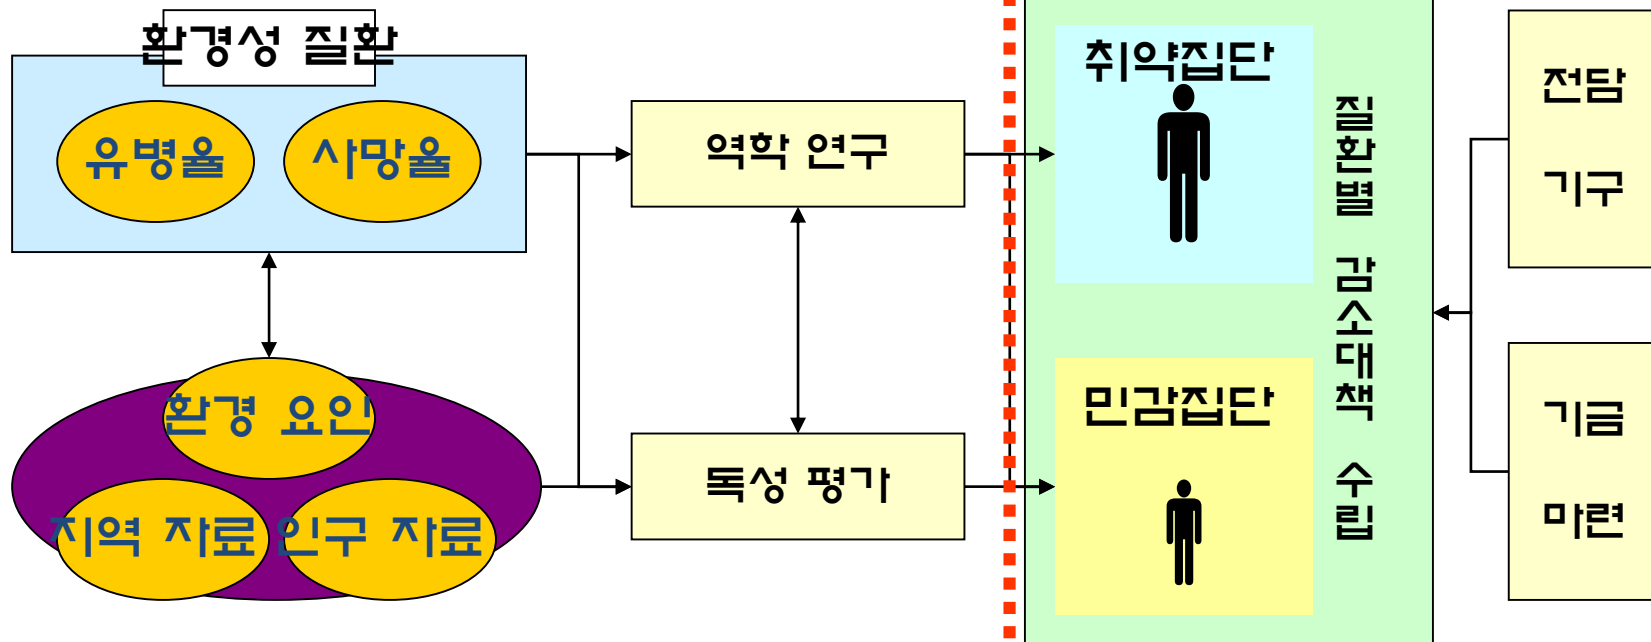 환경성 질환
유병율
사망율
환경 요인
지역 자료
인구 자료
역학 연구
독성 평가
취약집단
민감집단
질환별 감소대책 수립
전담
기구
기금
마련